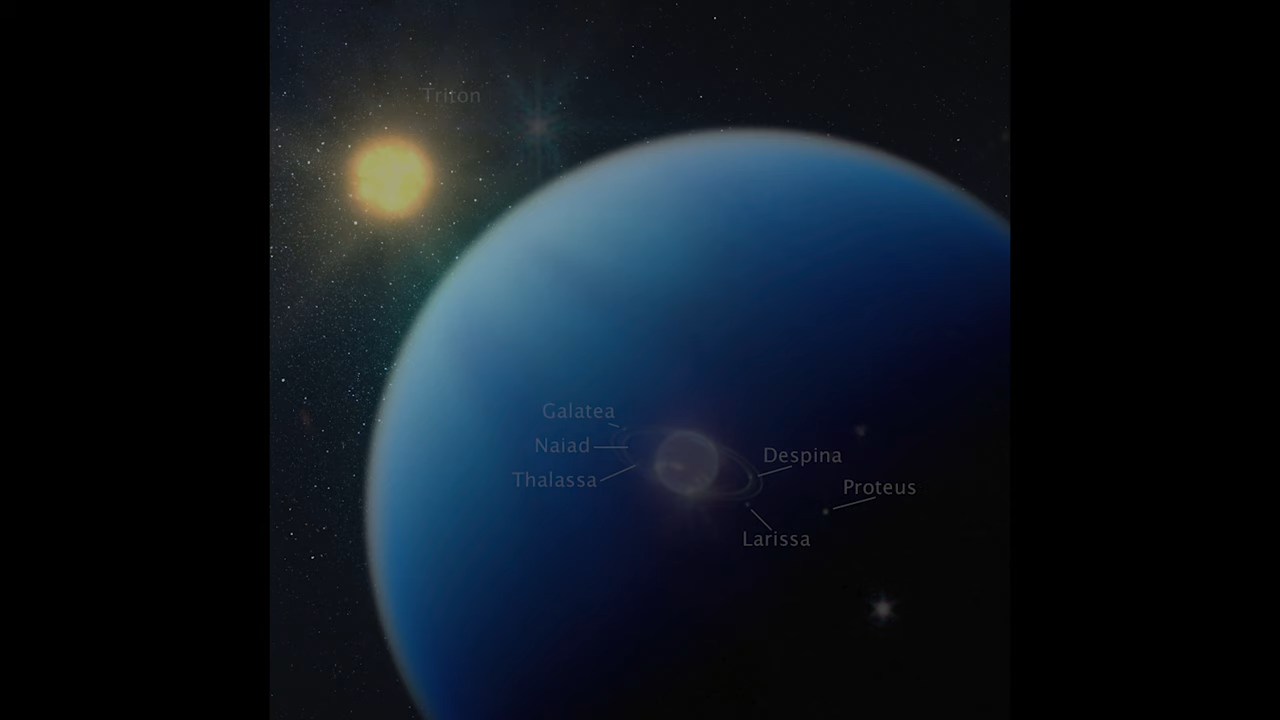 Triton
Galatea
Naiad
Thalassa
Despina
Proteus
Larissa